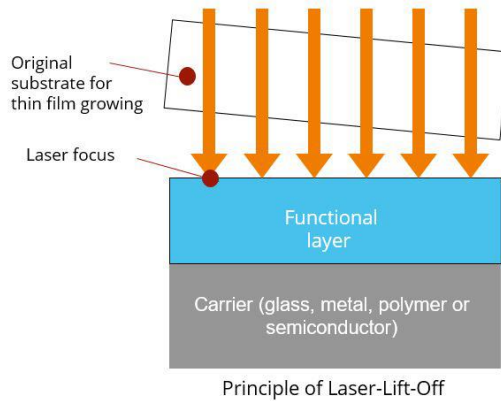 Original
substrate for
thin film growing
Laser focus
Functional
layer
Carrier (glass, metal, polymer or
semiconductor)
Principle of Laser-Lift-Off